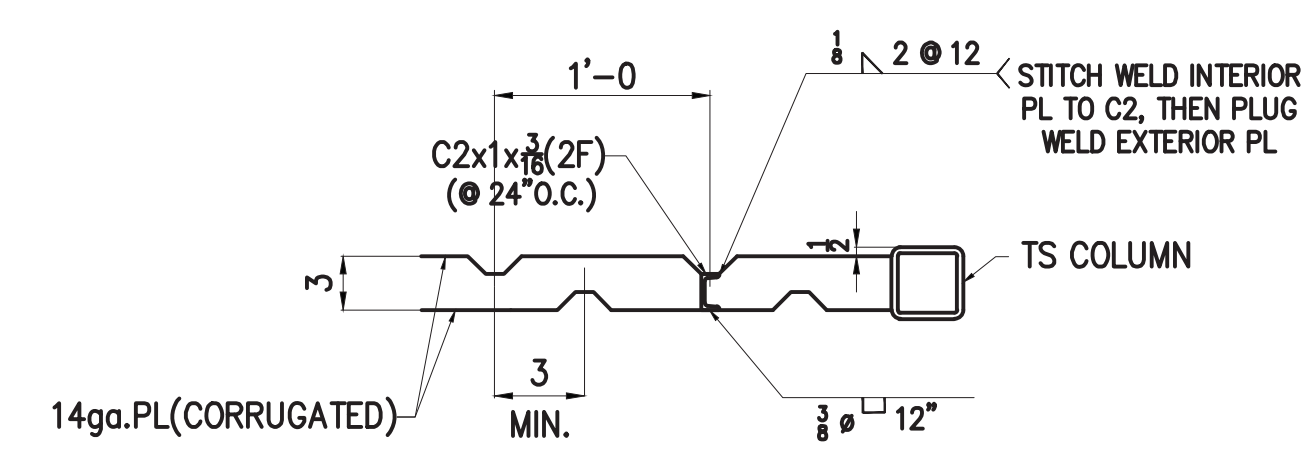 1/8 2 @ 12
STITCH WELD INTERIOR
PL TO C2, THEN PLUG
WELD EXTERIOR PL
1'-0
C2x1x3/16(2F)
(@ 24"O.C.)
1/2
TS COLUMN
3
3
MIN.
14ga.PL(CORRUGATED)
3/8 ø 12"